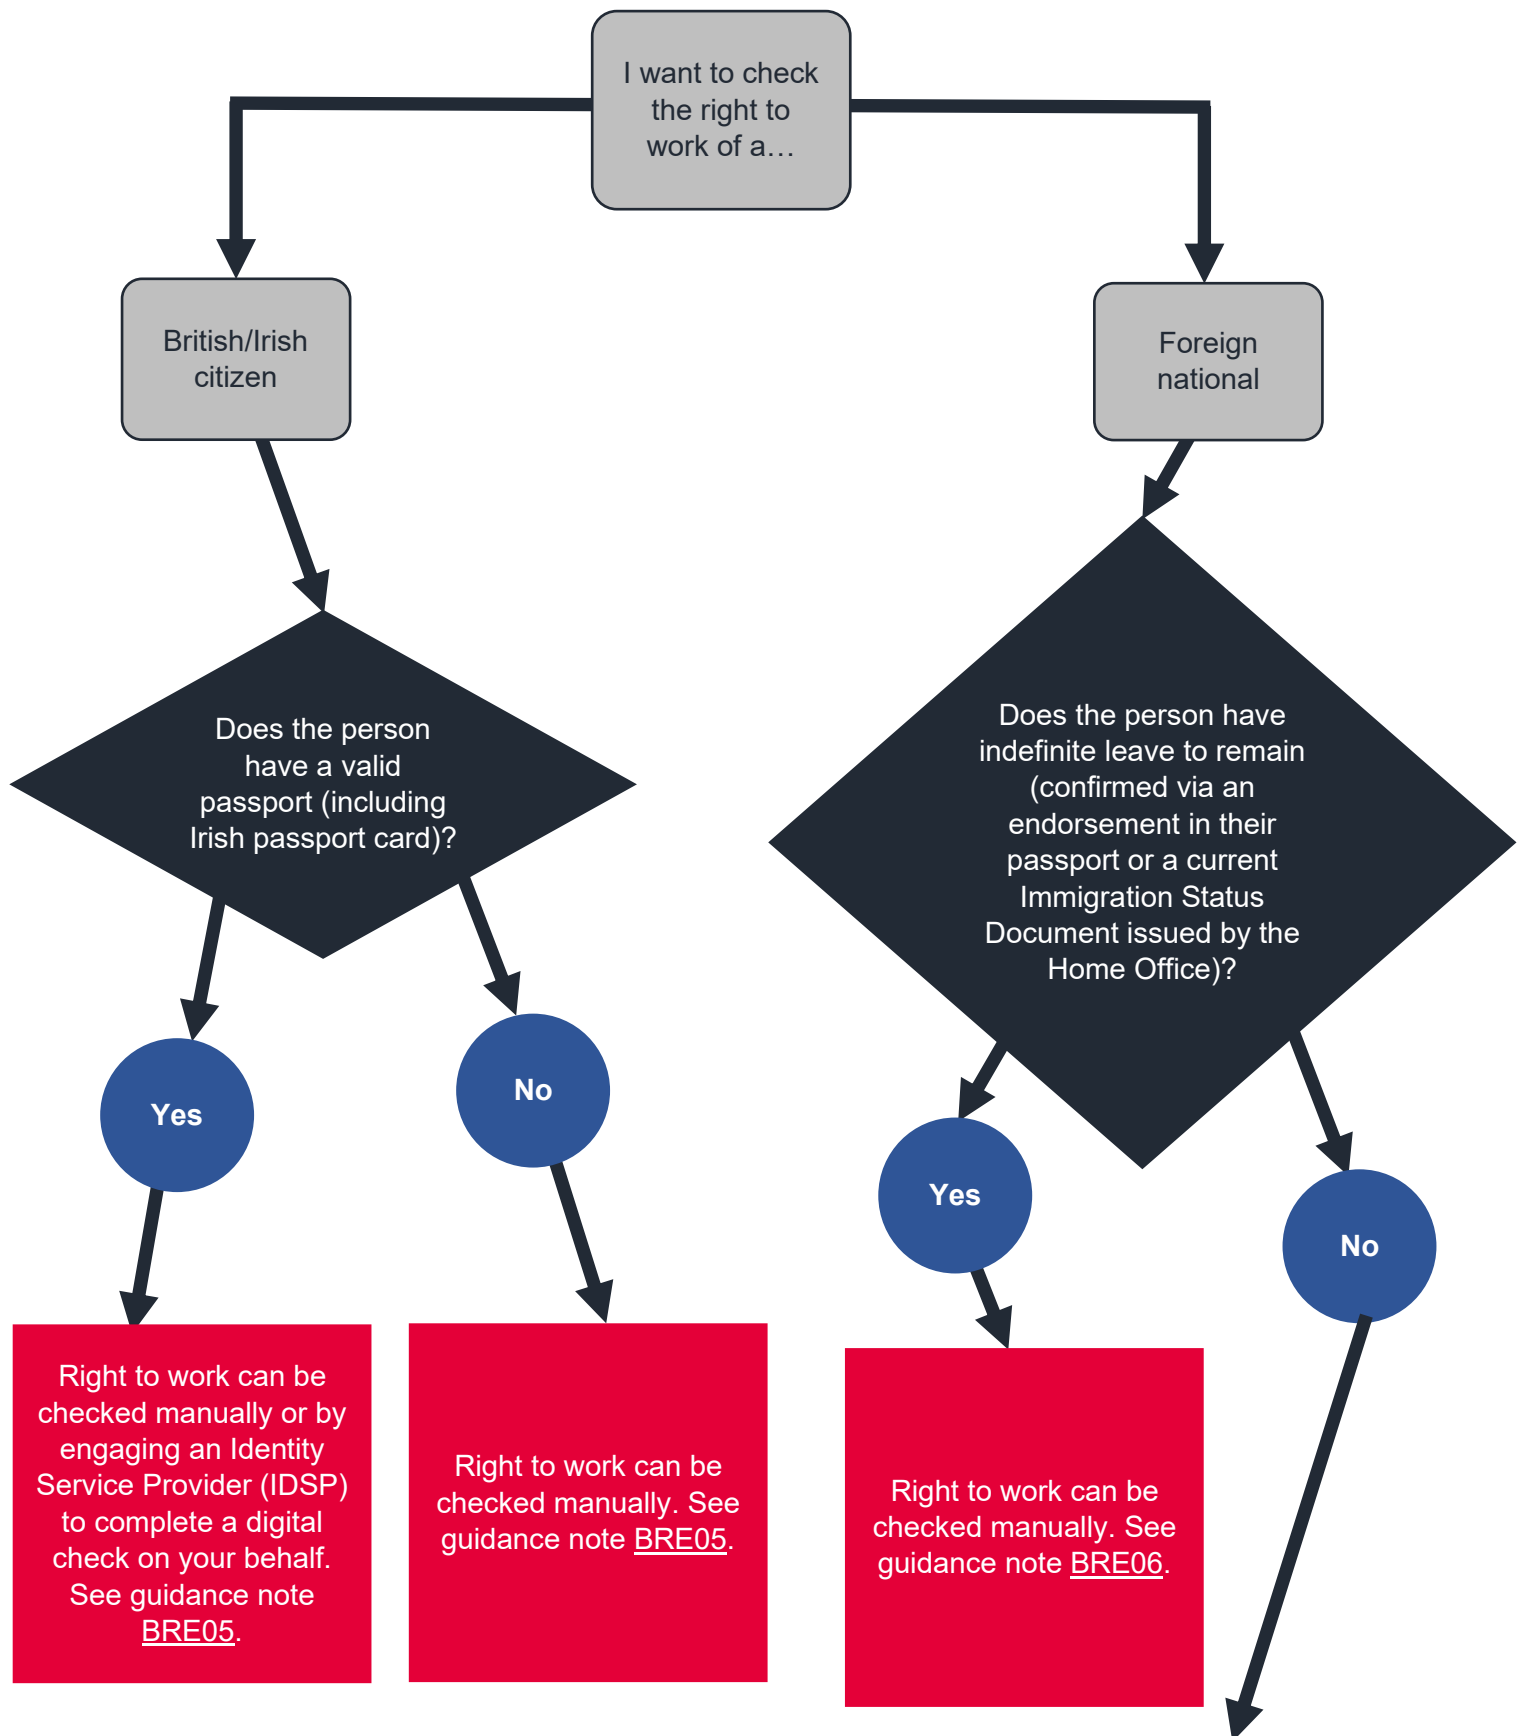 I want to check
the right to
work of a…
British/Irish
citizen
Foreign
national
Does the person
have a valid
passport (including
Irish passport card)?
Does the person have
indefinite leave to remain
(confirmed via an
endorsement in their
passport or a current
Immigration Status
Document issued by the
Home Office)?
Yes
No
Yes
No
Right to work can be
checked manually or by
engaging an Identity
Service Provider (IDSP)
to complete a digital
check on your behalf.
See guidance note
BRE05.
Right to work can be
checked manually. See
guidance note BRE05.
Right to work can be
checked manually. See
guidance note BRE06.